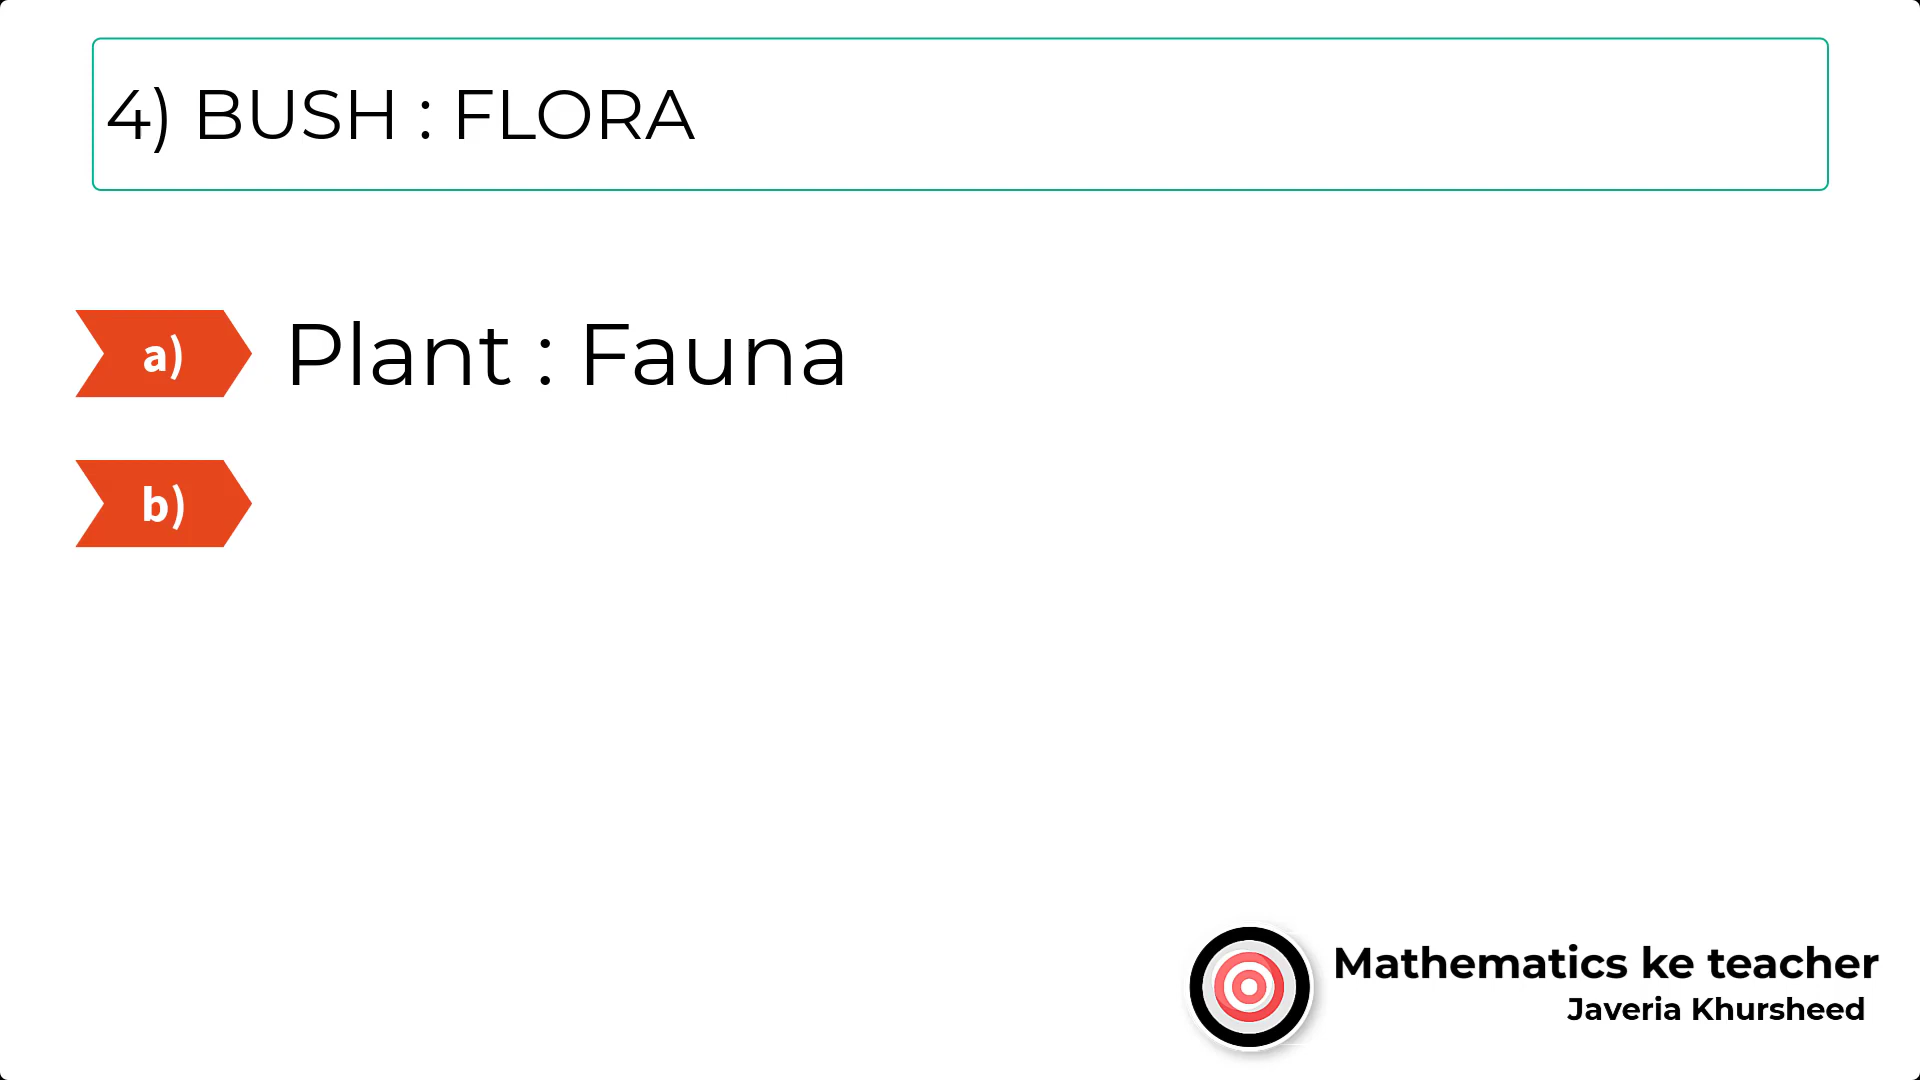 4) BUSH : FLORA
a) Plant : Fauna
b)
Mathematics ke teacher
Javeria Khursheed